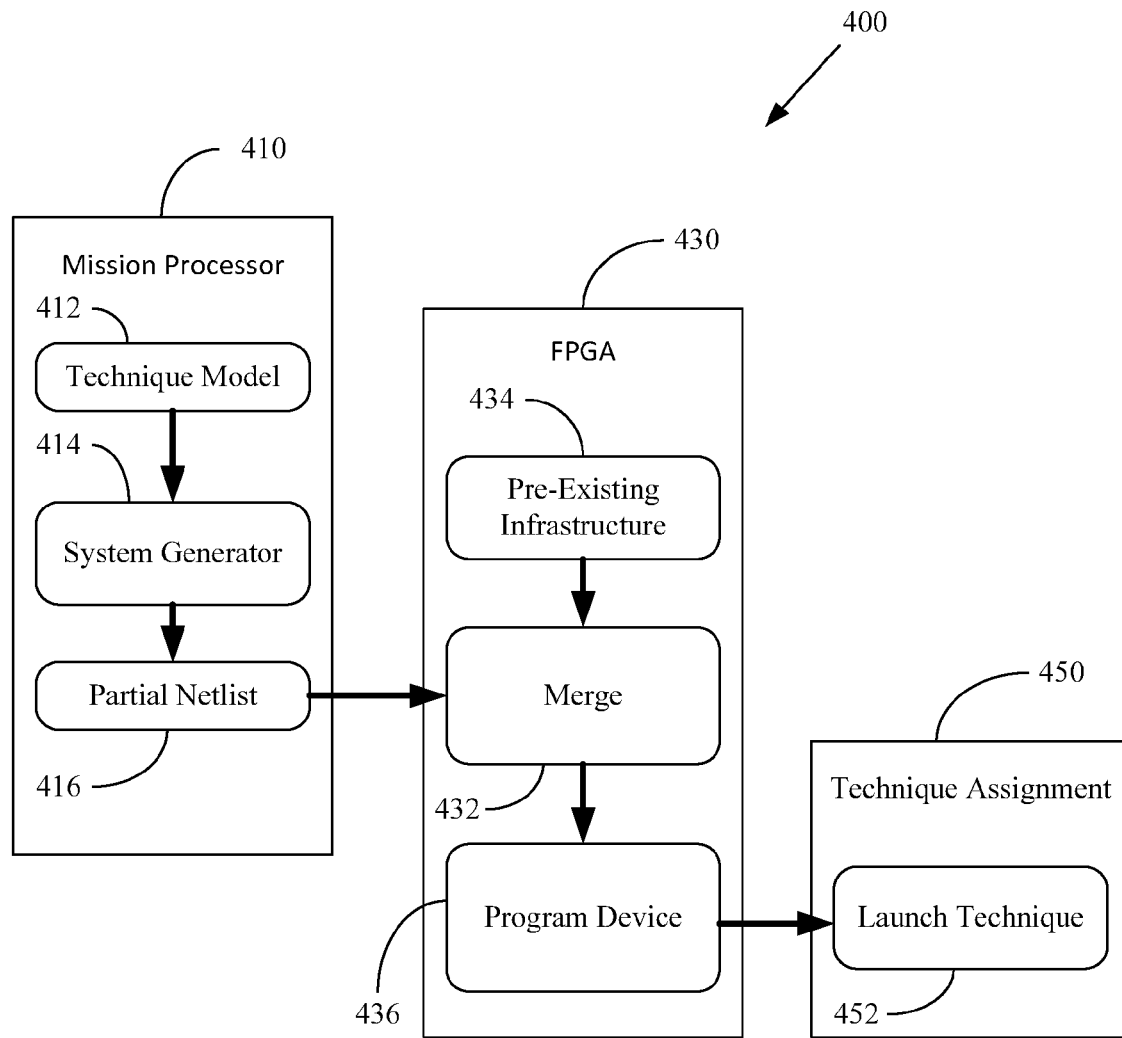 400
410
Mission Processor
412
Technique Model
414
System Generator
Partial Netlist
416
430
FPGA
434
Pre-Existing
Infrastructure
Merge
432
Program Device
436
450
Technique Assignment
Launch Technique
452